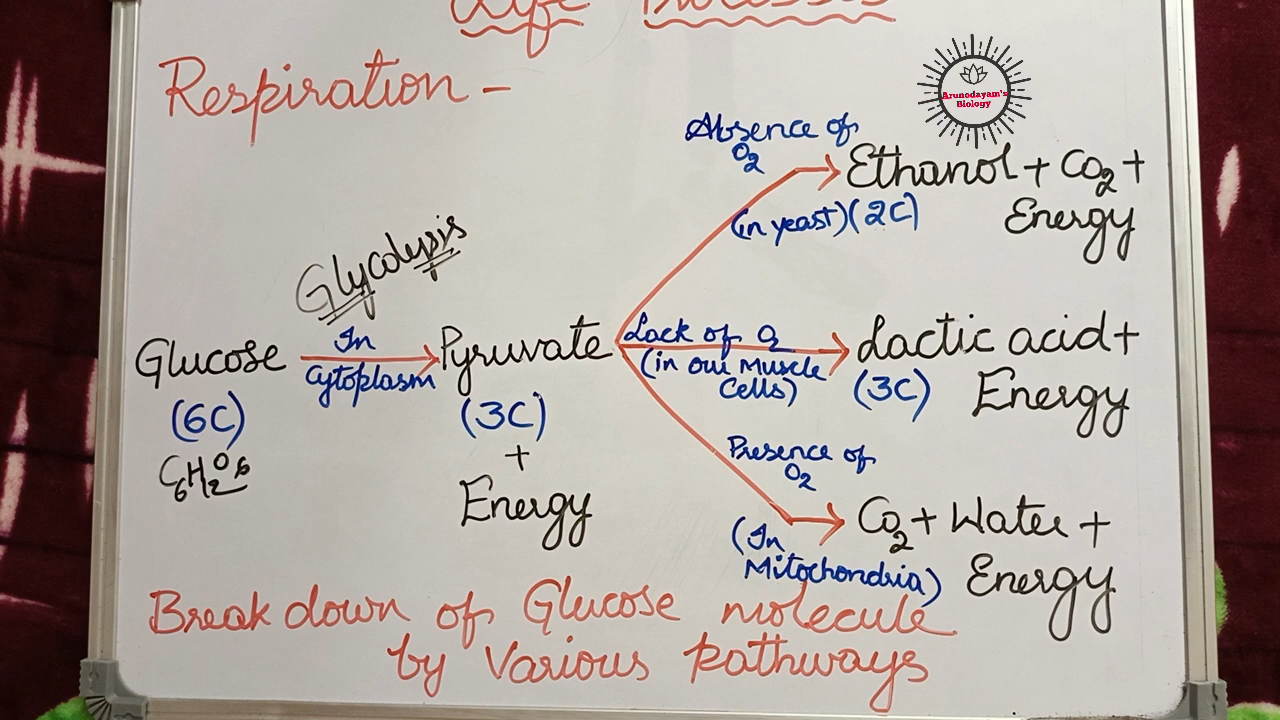 Life Processes
Respiration -
Arunodayam's
Biology
Absence of
O2
Ethanol + CO2 +
(in yeast) (2C)
Energy
Glycolysis
Glucose
In
Cytoplasm
Pyruvate
Lack of O2
(in our Muscle
Cells)
Lactic acid +
(6C)
(3C)
(3C)
Energy
+
Energy
Presence of
O2
CO2 + Water +
(In
Mitochondria)
Energy
Break down of Glucose molecule
by Various pathways